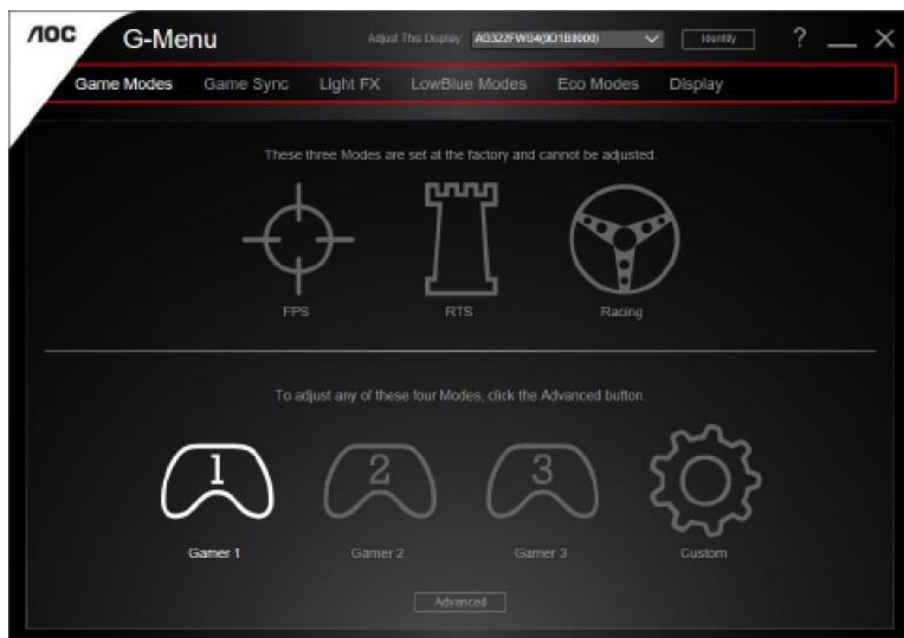 AOC G-Menu Adjust This Display: AG322FWG4(9O1B0000) Identify ?
Game Modes Game Sync Light FX LowBlue Modes Eco Modes Display
These three Modes are set at the factory and cannot be adjusted.
FPS RTS Racing
To adjust any of these four Modes, click the Advanced button.
1 2 3
Gamer 1 Gamer 2 Gamer 3 Custom
Advanced